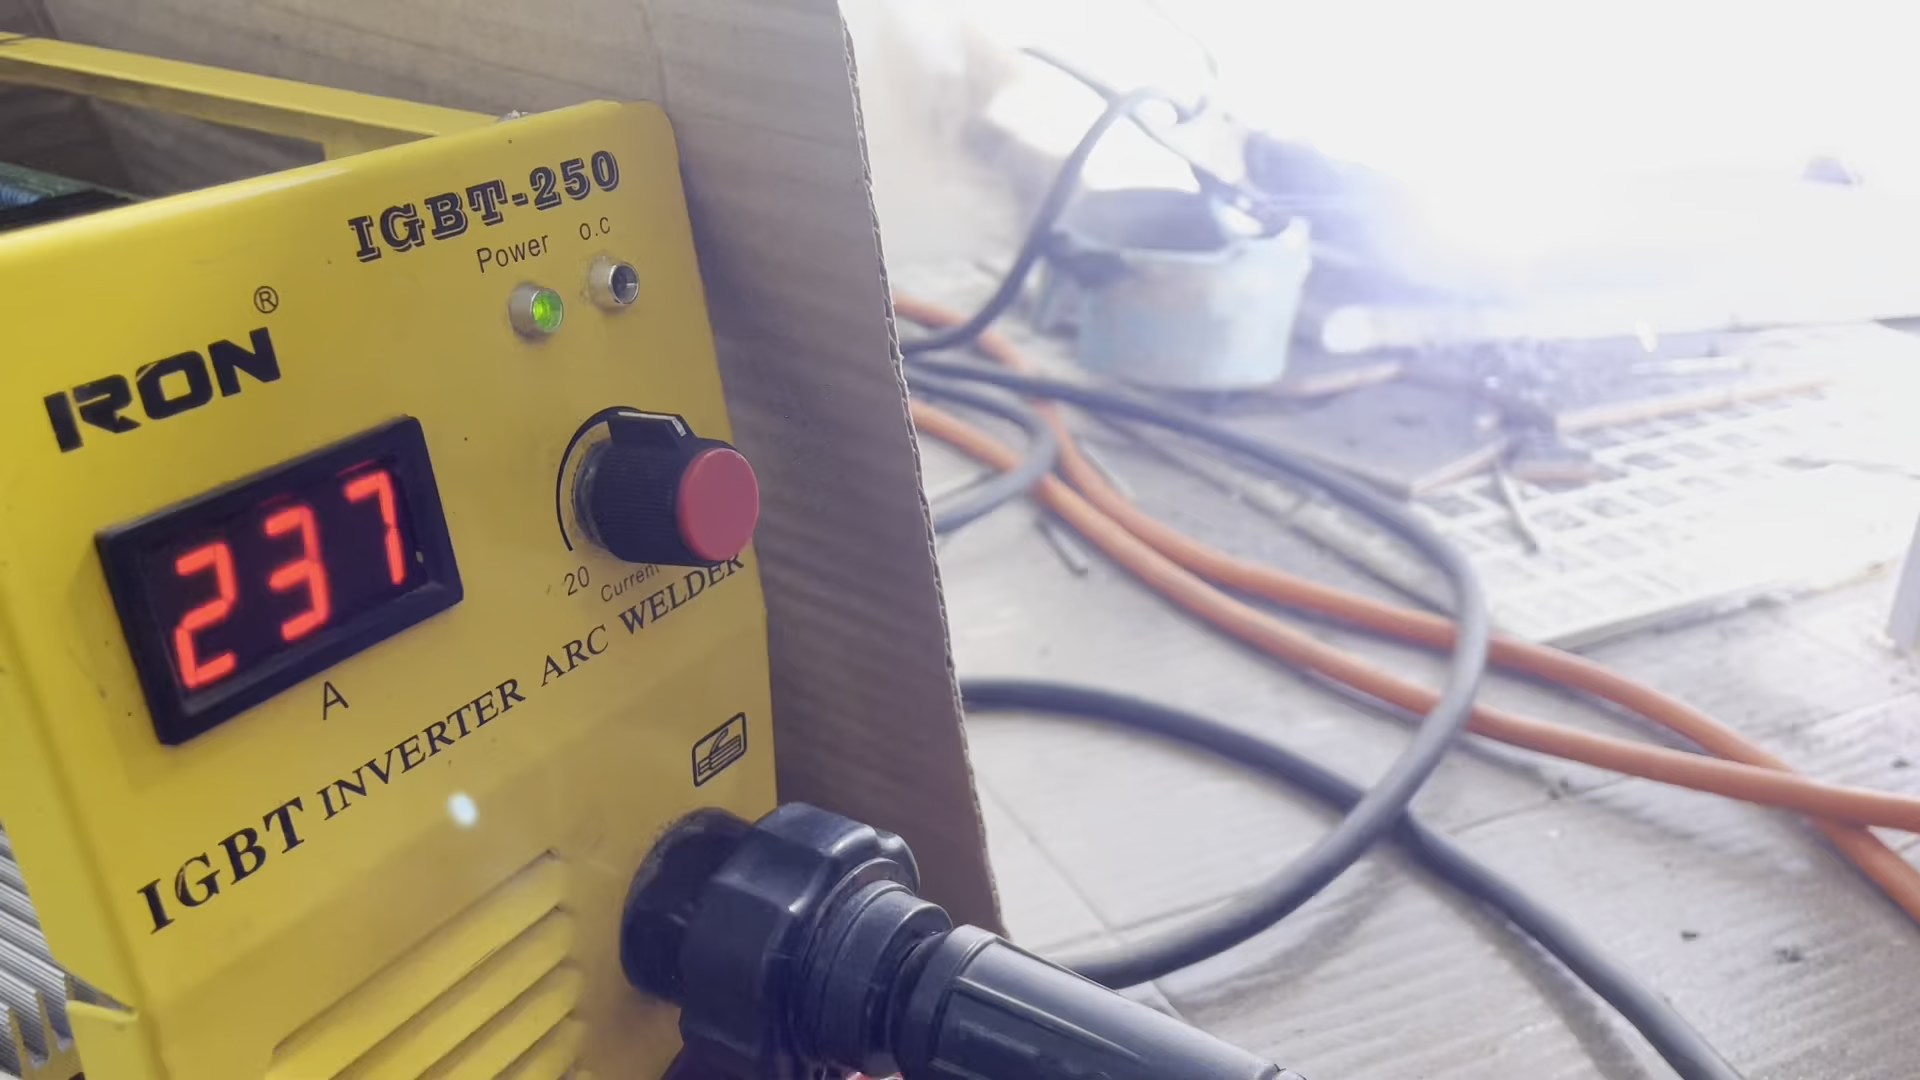 IGBT-250
Power o.c
IRON®
237
A
20 Current
IGBT INVERTER ARC WELDER